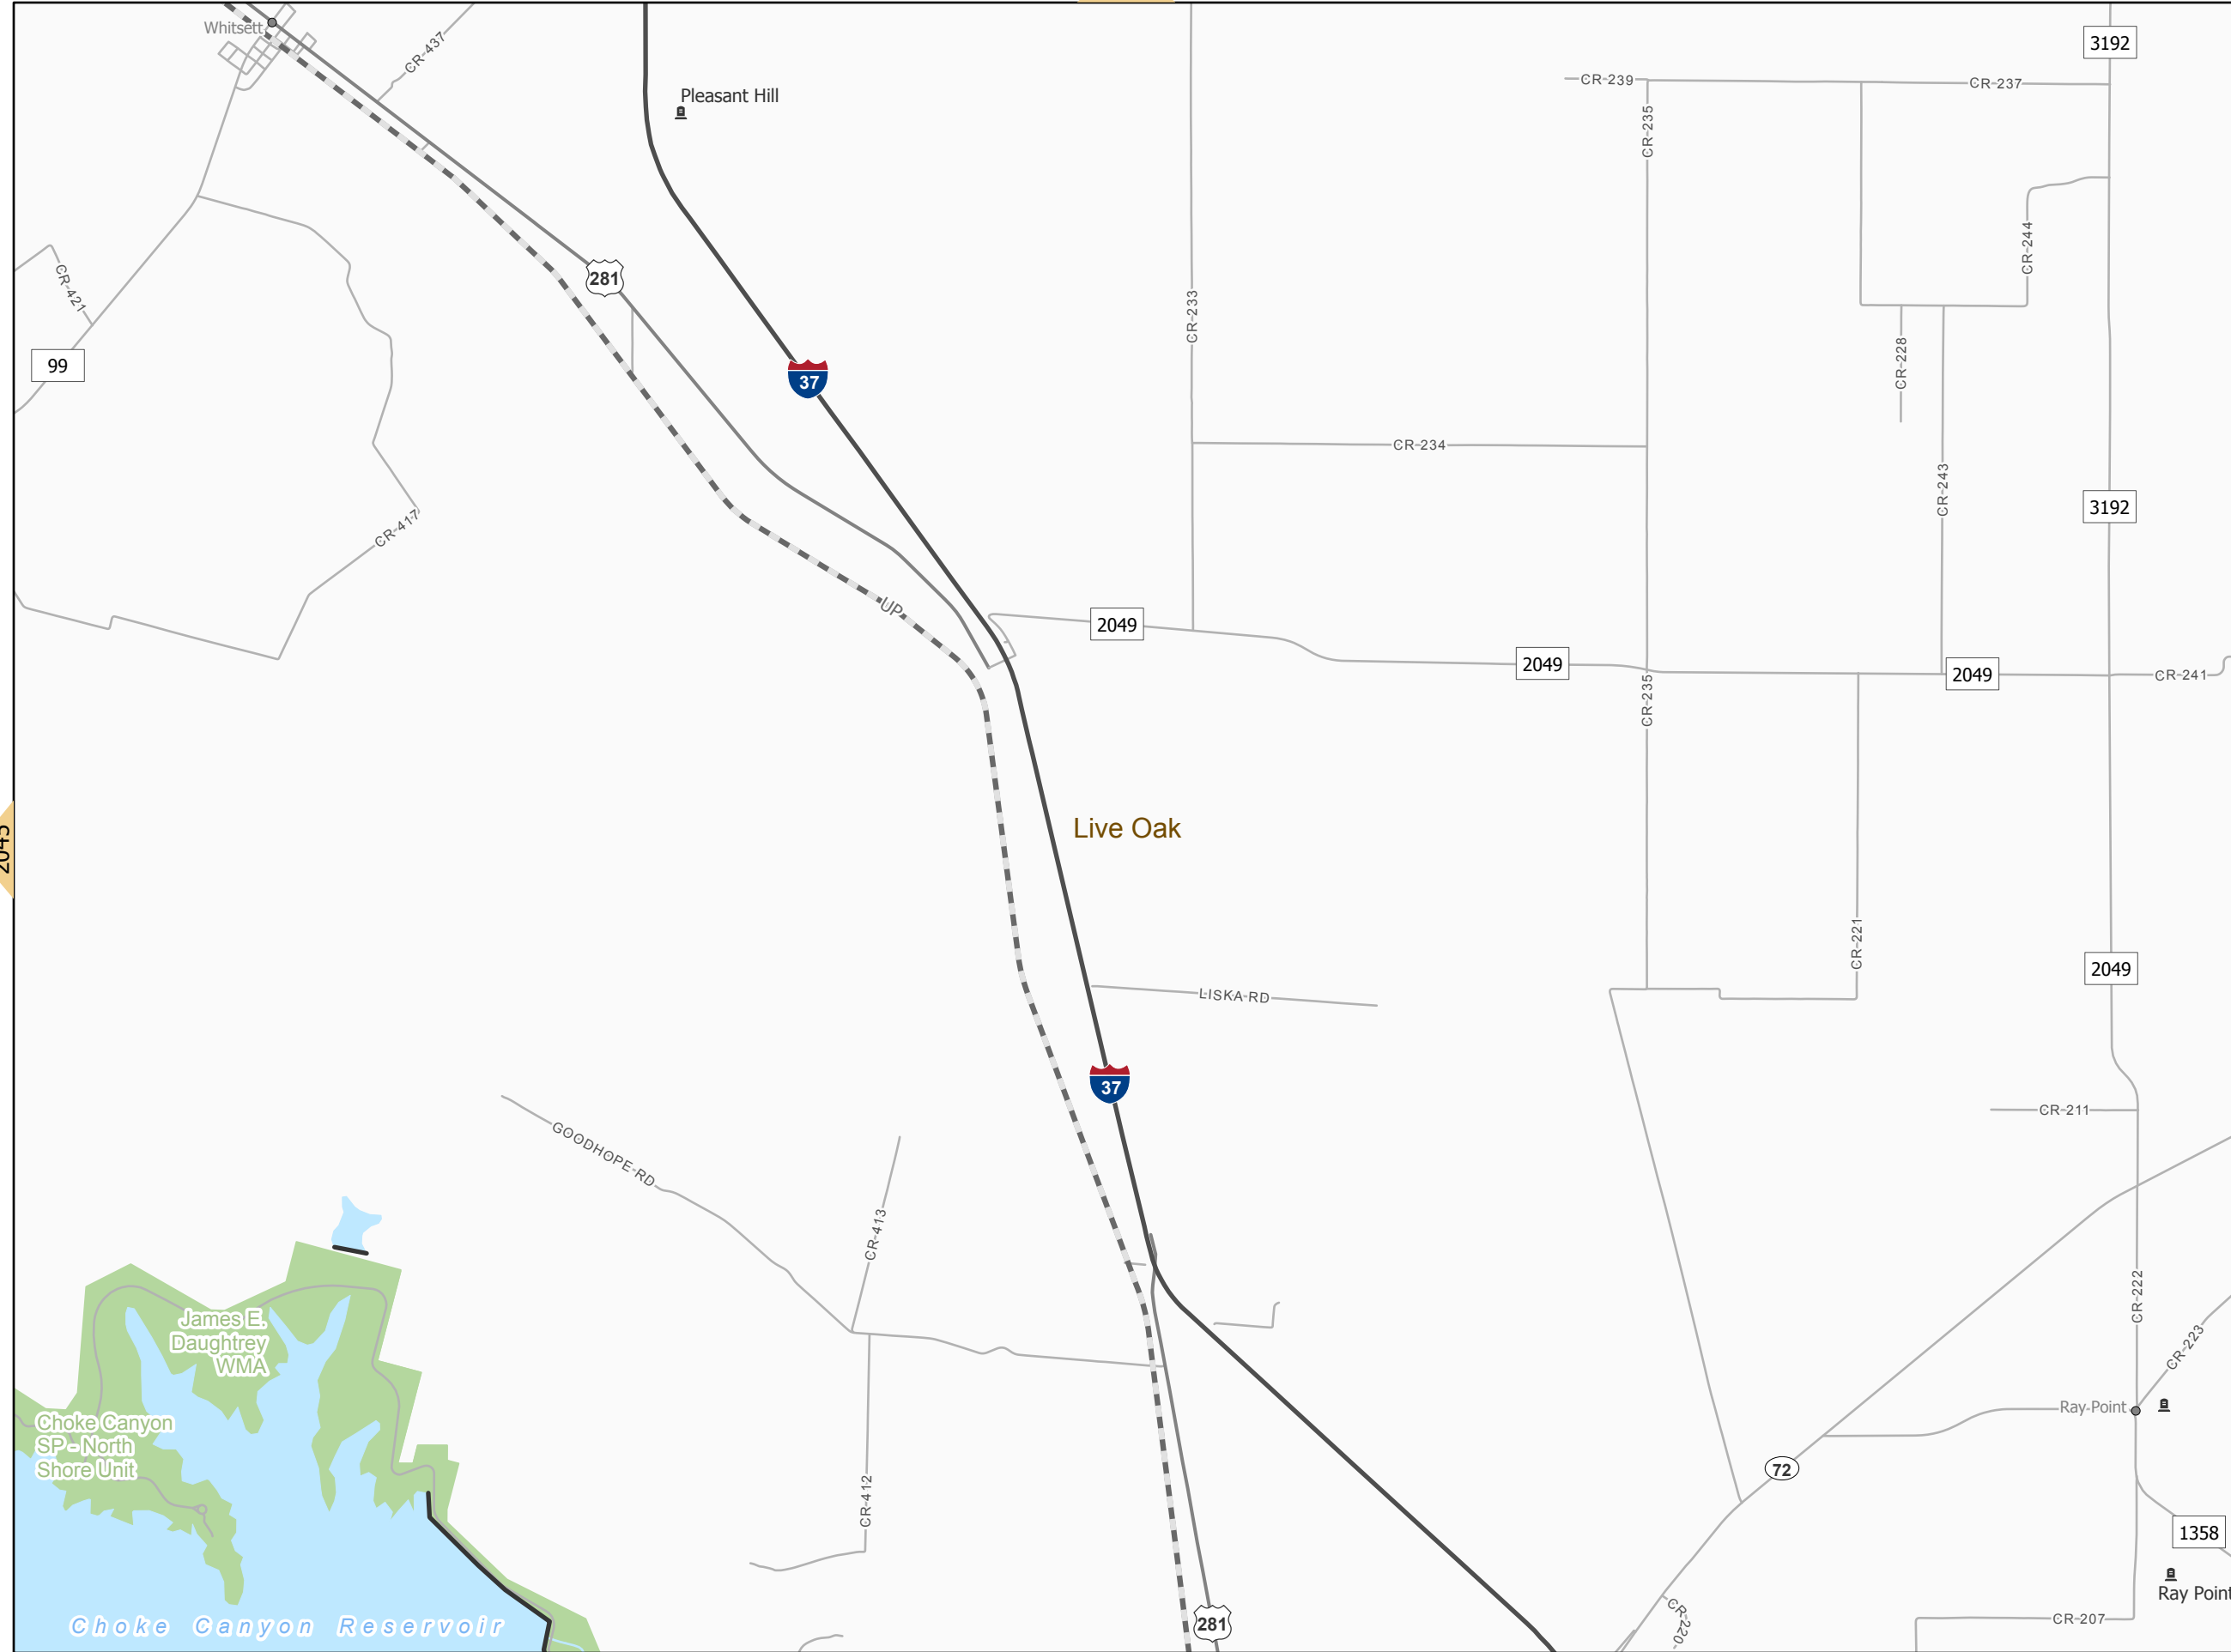 Whitsett
CR-437
3192
Pleasant Hill
CR-239
CR-237
CR-235
CR-244
CR-421
281
CR-233
99
37
CR-228
CR-234
CR-243
3192
CR-417
UP
2049
2049
2049
CR-241
CR-235
Live Oak
2045
CR-221
2049
LISKA RD
37
CR-211
GOODHOPE RD
CR-413
CR-222
James E.
Daughtrey
WMA
CR-223
Ray Point
Choke Canyon
SP - North
Shore Unit
72
CR-412
1358
Ray Point
Choke Canyon Reservoir
281
CR-220
CR-207